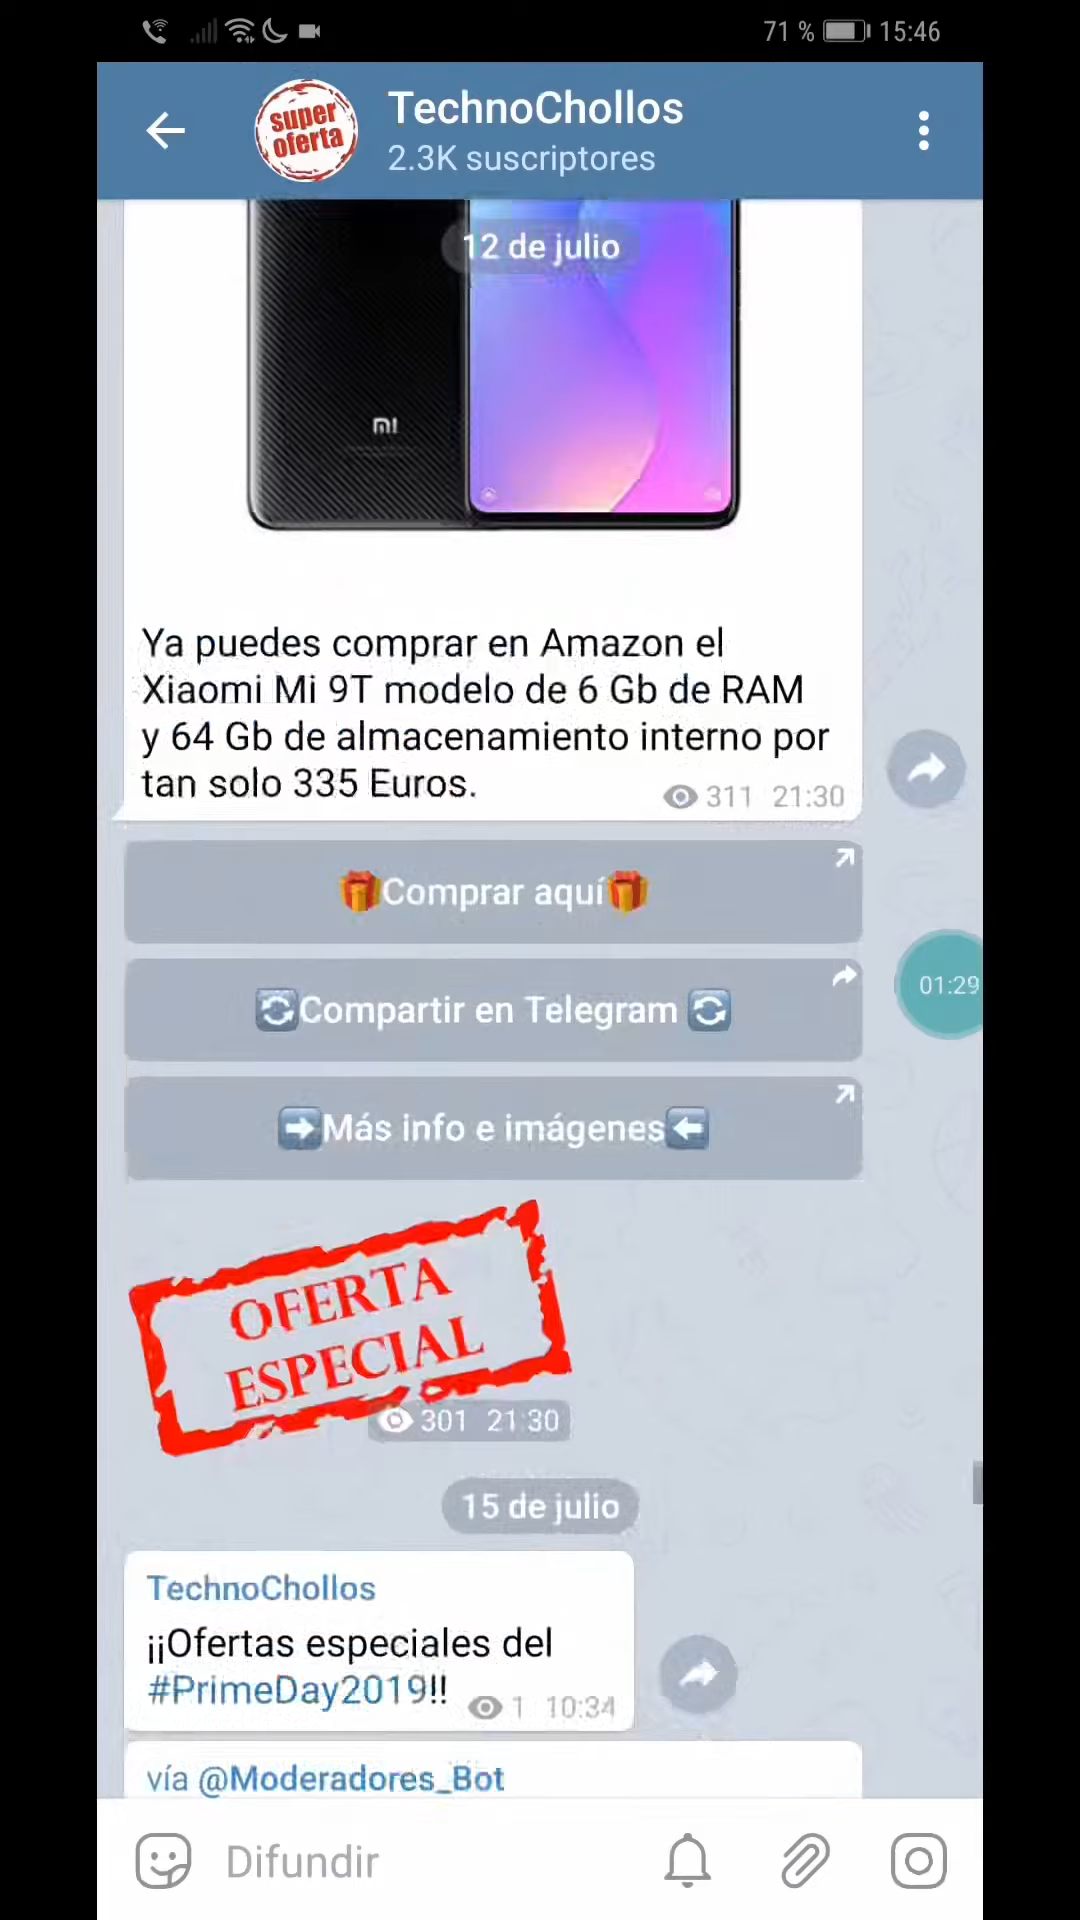 71 % 15:46
super
oferta
TechnoChollos
2.3K suscriptores
12 de julio
MI
Ya puedes comprar en Amazon el
Xiaomi Mi 9T modelo de 6 Gb de RAM
y 64 Gb de almacenamiento interno por
tan solo 335 Euros.
311 21:30
Comprar aquí
01:29
Compartir en Telegram
Más info e imágenes
OFERTA
ESPECIAL
301 21:30
15 de julio
TechnoChollos
¡¡Ofertas especiales del
#PrimeDay2019!!
1 10:34
vía @Moderadores_Bot
Difundir